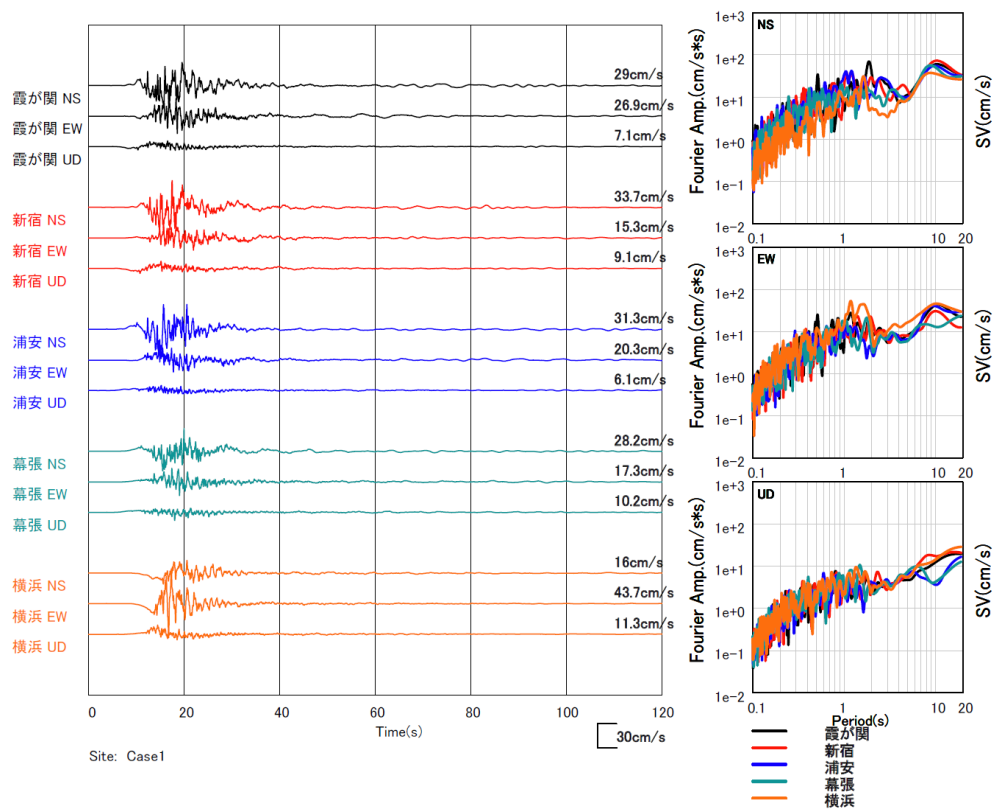 霞が関 NS
29cm/s
霞が関 EW
26.9cm/s
霞が関 UD
7.1cm/s
新宿 NS
33.7cm/s
新宿 EW
15.3cm/s
新宿 UD
9.1cm/s
浦安 NS
31.3cm/s
浦安 EW
20.3cm/s
浦安 UD
6.1cm/s
幕張 NS
28.2cm/s
幕張 EW
17.3cm/s
幕張 UD
10.2cm/s
横浜 NS
16cm/s
横浜 EW
43.7cm/s
横浜 UD
11.3cm/s
0 20 40 60 80 100 120
Time(s)
30cm/s
Site: Case1
NS
Fourier Amp.(cm/s*s)
1e+3
1e+2
1e+1
1e+0
1e-1
1e-2
0.1 1 10 20
SV(cm/s)
EW
Fourier Amp.(cm/s*s)
1e+3
1e+2
1e+1
1e+0
1e-1
1e-2
0.1 1 10 20
SV(cm/s)
UD
Fourier Amp.(cm/s*s)
1e+3
1e+2
1e+1
1e+0
1e-1
1e-2
0.1 1 10 20
SV(cm/s)
Period(s)
霞が関
新宿
浦安
幕張
横浜